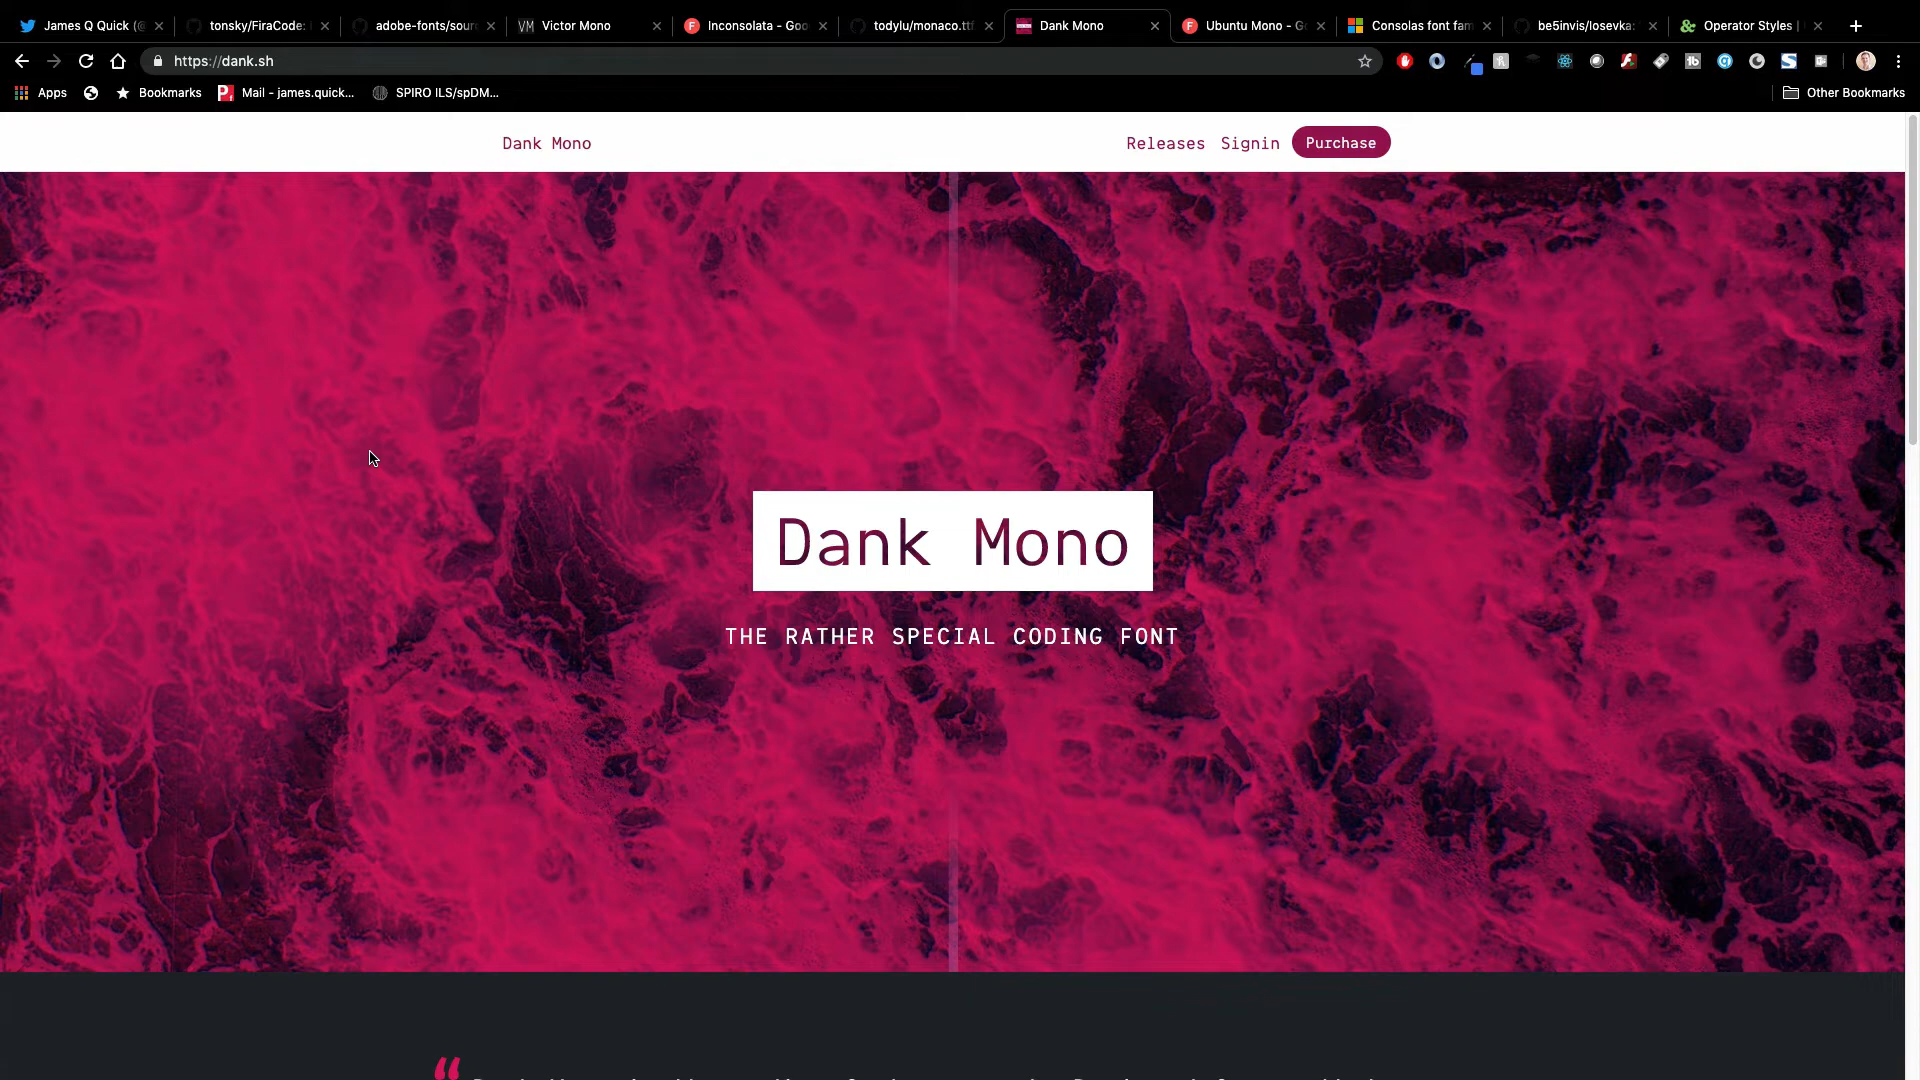 James Q Quick (@
tonsky/FiraCode:
adobe-fonts/sour
Victor Mono
Inconsolata - Goo
todylu/monaco.ttf
Dank Mono
Ubuntu Mono - G
Consolas font fam
be5invis/Iosevka:
Operator Styles |
https://dank.sh
Apps
Bookmarks
Mail - james.quick...
SPIRO ILS/spDM...
Other Bookmarks
Dank Mono
Releases Signin Purchase
Dank Mono
THE RATHER SPECIAL CODING FONT
“